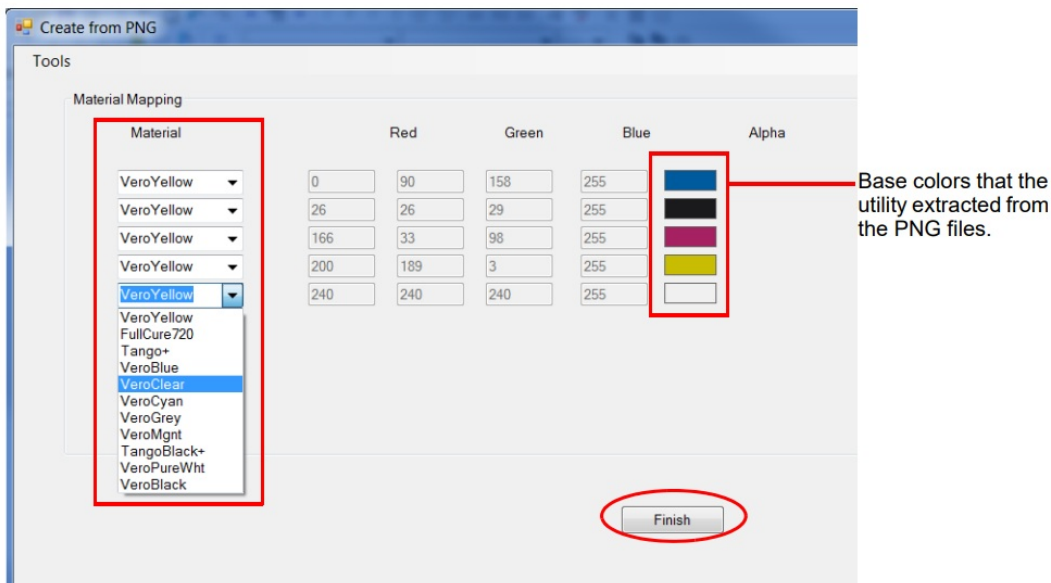 Create from PNG
Tools
Material Mapping
Material Red Green Blue Alpha
VeroYellow 0 90 158 255
VeroYellow 26 26 29 255
VeroYellow 166 33 98 255
VeroYellow 200 189 3 255
VeroYellow 240 240 240 255
VeroYellow
FullCure720
Tango+
VeroBlue
VeroClear
VeroCyan
VeroGrey
VeroMgnt
TangoBlack+
VeroPureWht
VeroBlack
Finish
Base colors that the
utility extracted from
the PNG files.